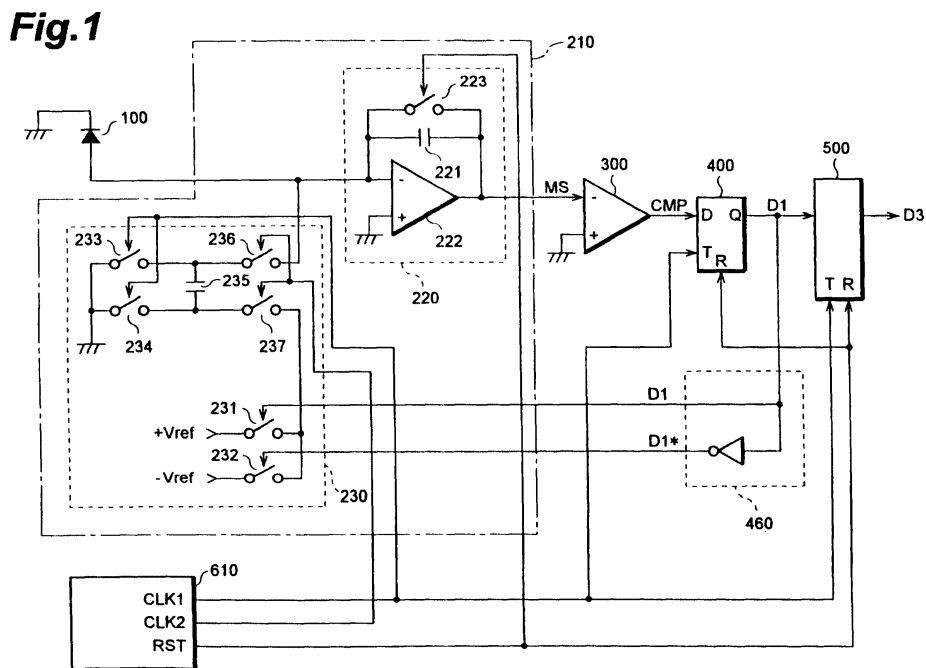 Fig.1
210
100
223
221
222
220
MS
300
CMP
400
D Q
T
R
D1
500
T R
D3
233
236
235
234
237
231
+Vref
232
-Vref
230
D1
D1*
460
610
CLK1
CLK2
RST
-
+
-
+